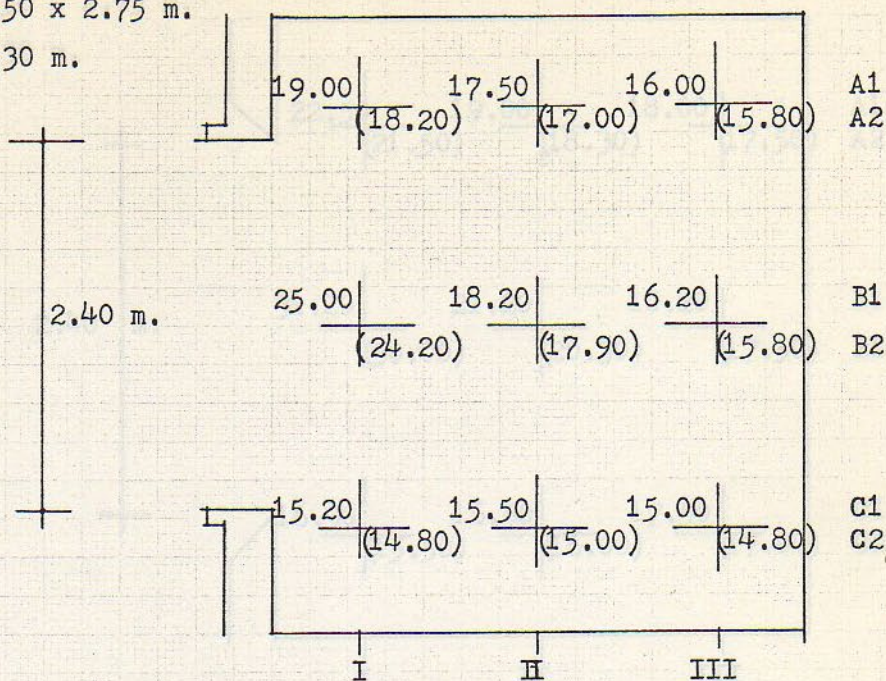 50 x 2.75 m.
30 m.
19.00 17.50 16.00 A1
(18.20) (17.00) (15.80) A2
2.40 m.
25.00 18.20 16.20 B1
(24.20) (17.90) (15.80) B2
15.20 15.50 15.00 C1
(14.80) (15.00) (14.80) C2
I II III